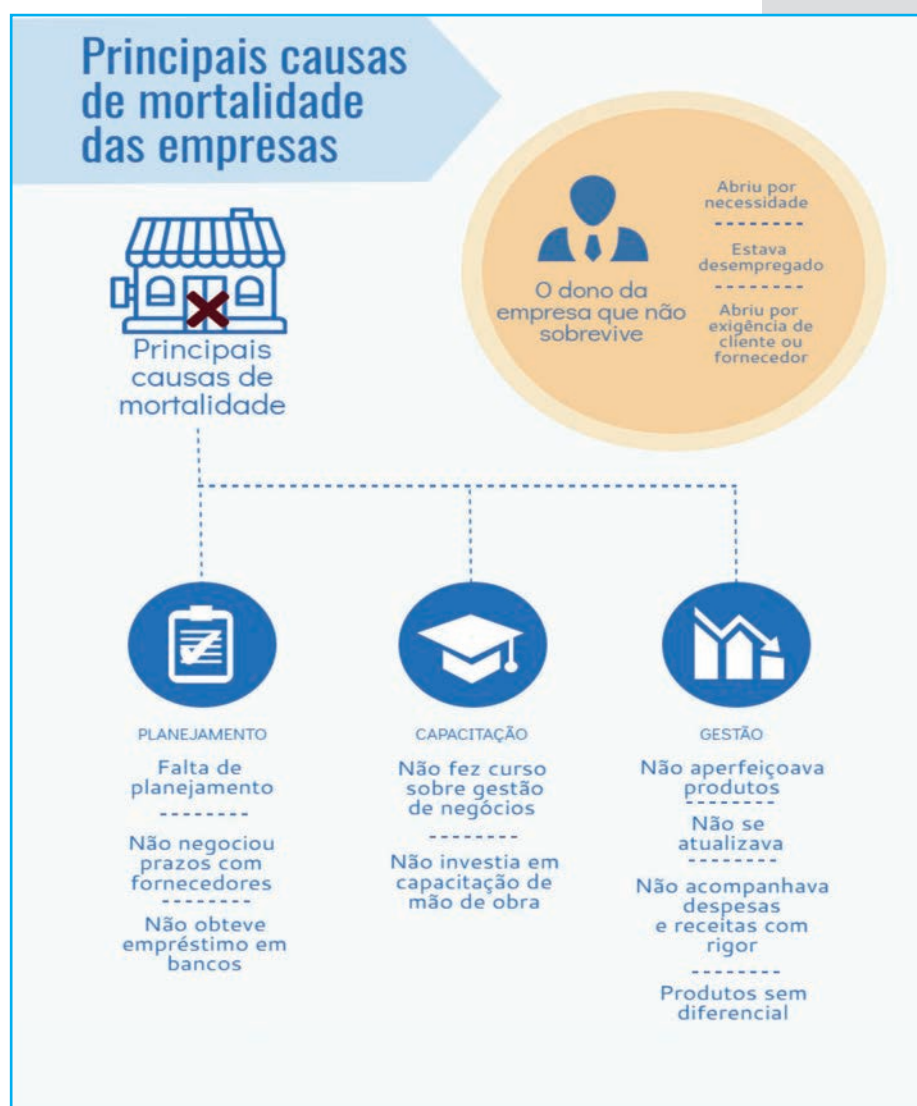 Principais causas
de mortalidade
das empresas
Principais
causas de
mortalidade
O dono da
empresa que não
sobrevive
Abriu por
necessidade
Estava
desempregado
Abriu por
exigência de
cliente ou
fornecedor
PLANEJAMENTO
Falta de
planejamento
Não negociou
prazos com
fornecedores
Não obteve
empréstimo em
bancos
CAPACITAÇÃO
Não fez curso
sobre gestão
de negócios
Não investia em
capacitação de
mão de obra
GESTÃO
Não aperfeiçoava
produtos
Não se
atualizava
Não acompanhava
despesas
e receitas com
rigor
Produtos sem
diferencial